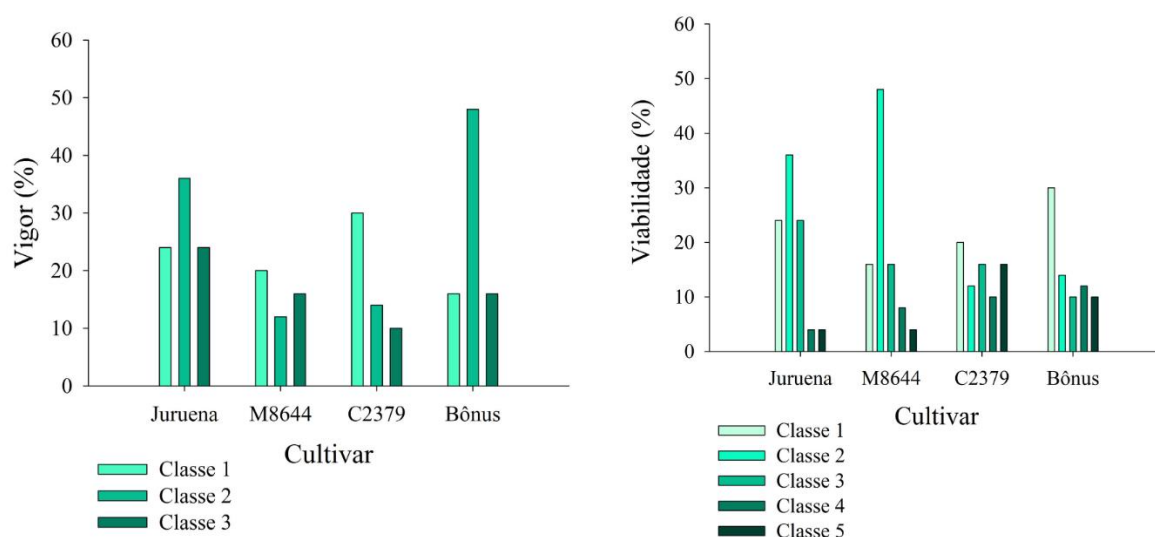 60
50
40
30
20
10
0
Vigor (%)
Juruena M8644 C2379 Bônus
Cultivar
Classe 1
Classe 2
Classe 3
60
50
40
30
20
10
0
Viabilidade (%)
Juruena M8644 C2379 Bônus
Cultivar
Classe 1
Classe 2
Classe 3
Classe 4
Classe 5